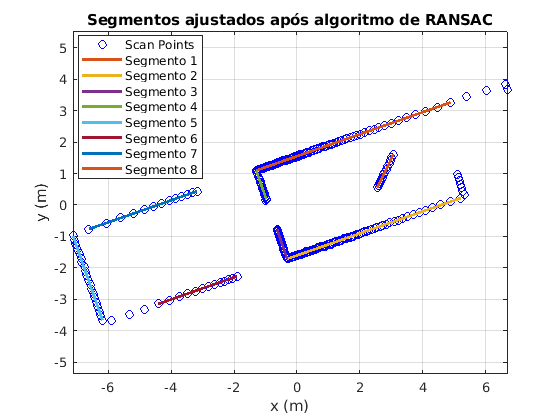 Segmentos ajustados após algoritmo de RANSAC
Scan Points
Segmento 1
Segmento 2
Segmento 3
Segmento 4
Segmento 5
Segmento 6
Segmento 7
Segmento 8
5
4
3
2
1
0
-1
-2
-3
-4
-5
y (m)
-6 -4 -2 0 2 4 6
x (m)